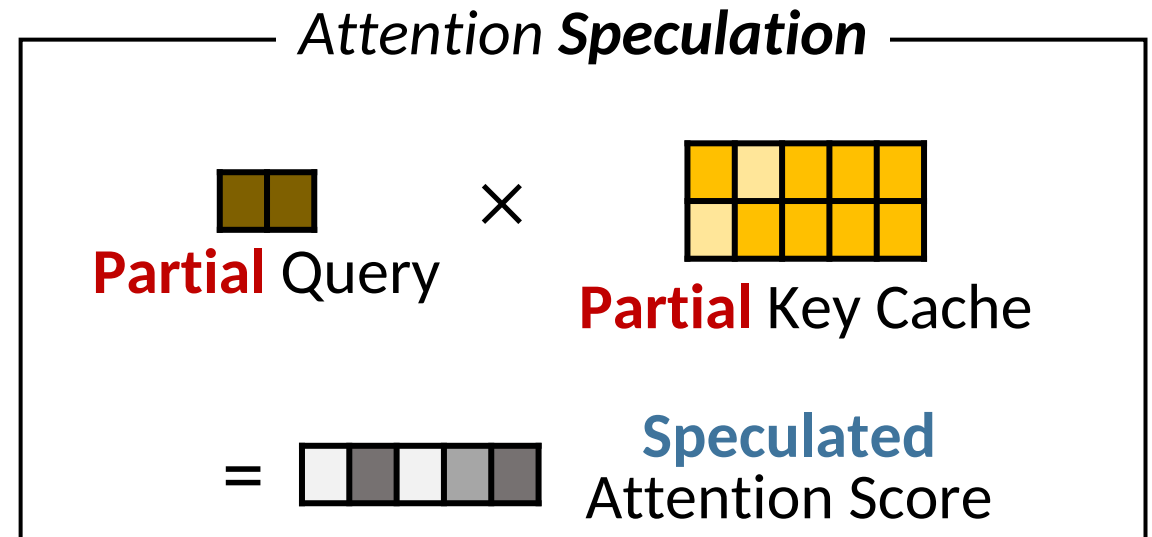 Attention Speculation
×
Partial Query
Partial Key Cache
=
Speculated
Attention Score